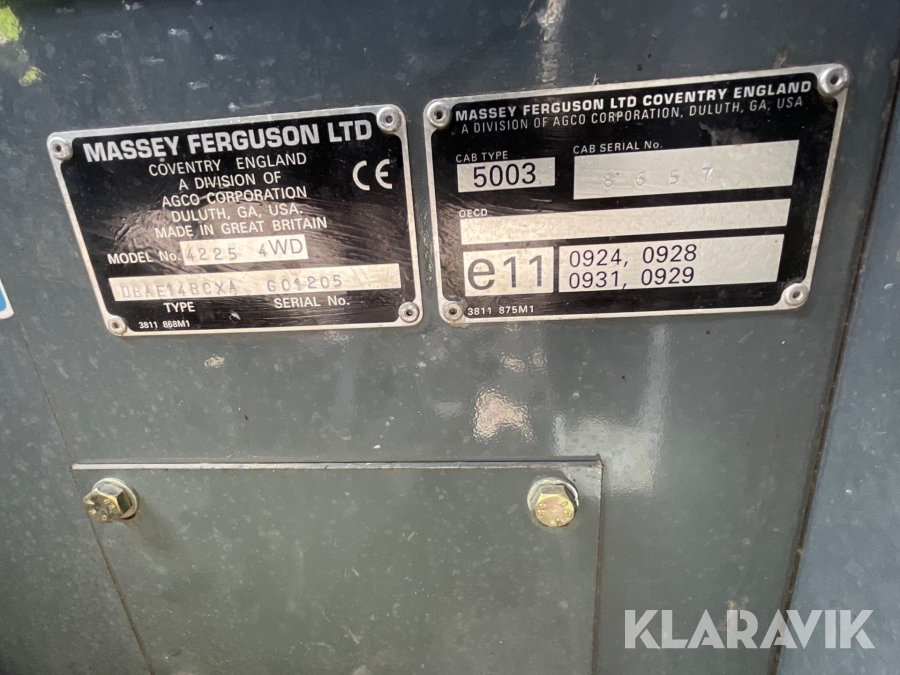 MASSEY FERGUSON LTD
COVENTRY ENGLAND
A DIVISION OF
AGCO CORPORATION
DULUTH, GA, USA.
MADE IN GREAT BRITAIN
CE
MODEL No. 4225 4WD
DBAE14BCXA G01205
TYPE SERIAL No.
3811 868M1
MASSEY FERGUSON LTD COVENTRY ENGLAND
A DIVISION OF AGCO CORPORATION, DULUTH, GA, USA
CAB TYPE CAB SERIAL No.
5003 8657
OECD
e11 0924, 0928
0931, 0929
3811 875M1
KLARAVIK